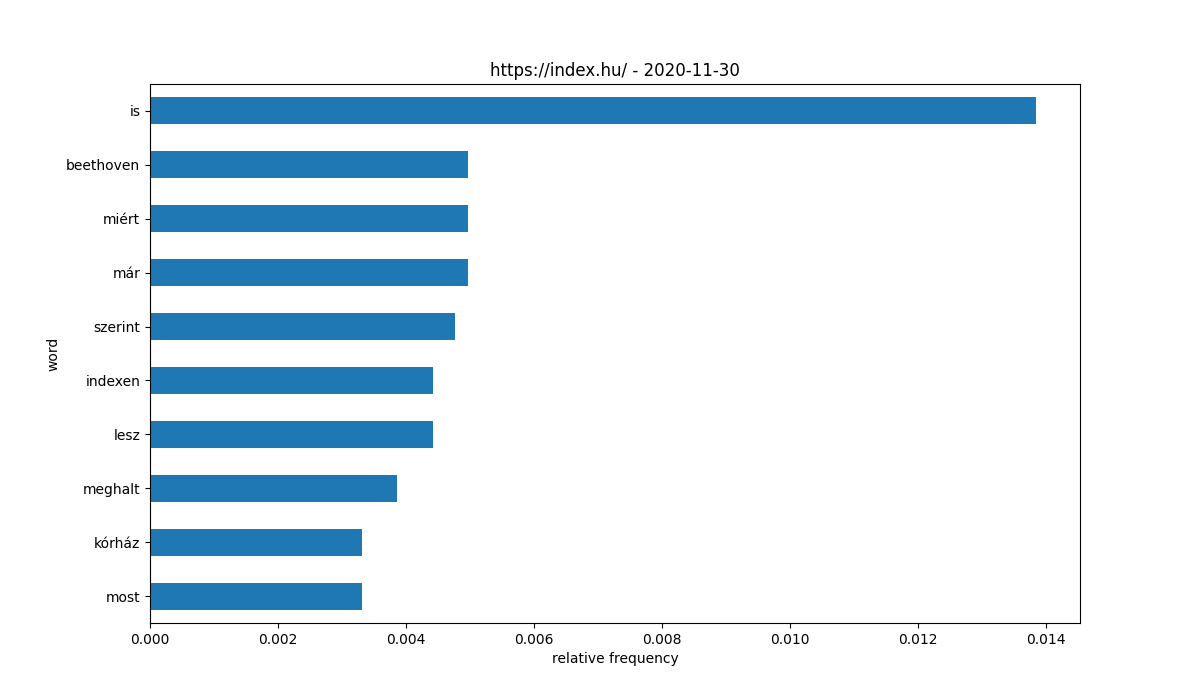 https://index.hu/ - 2020-11-30
is
beethoven
miért
már
szerint
indexen
lesz
meghalt
kórház
most
word
0.000 0.002 0.004 0.006 0.008 0.010 0.012 0.014
relative frequency